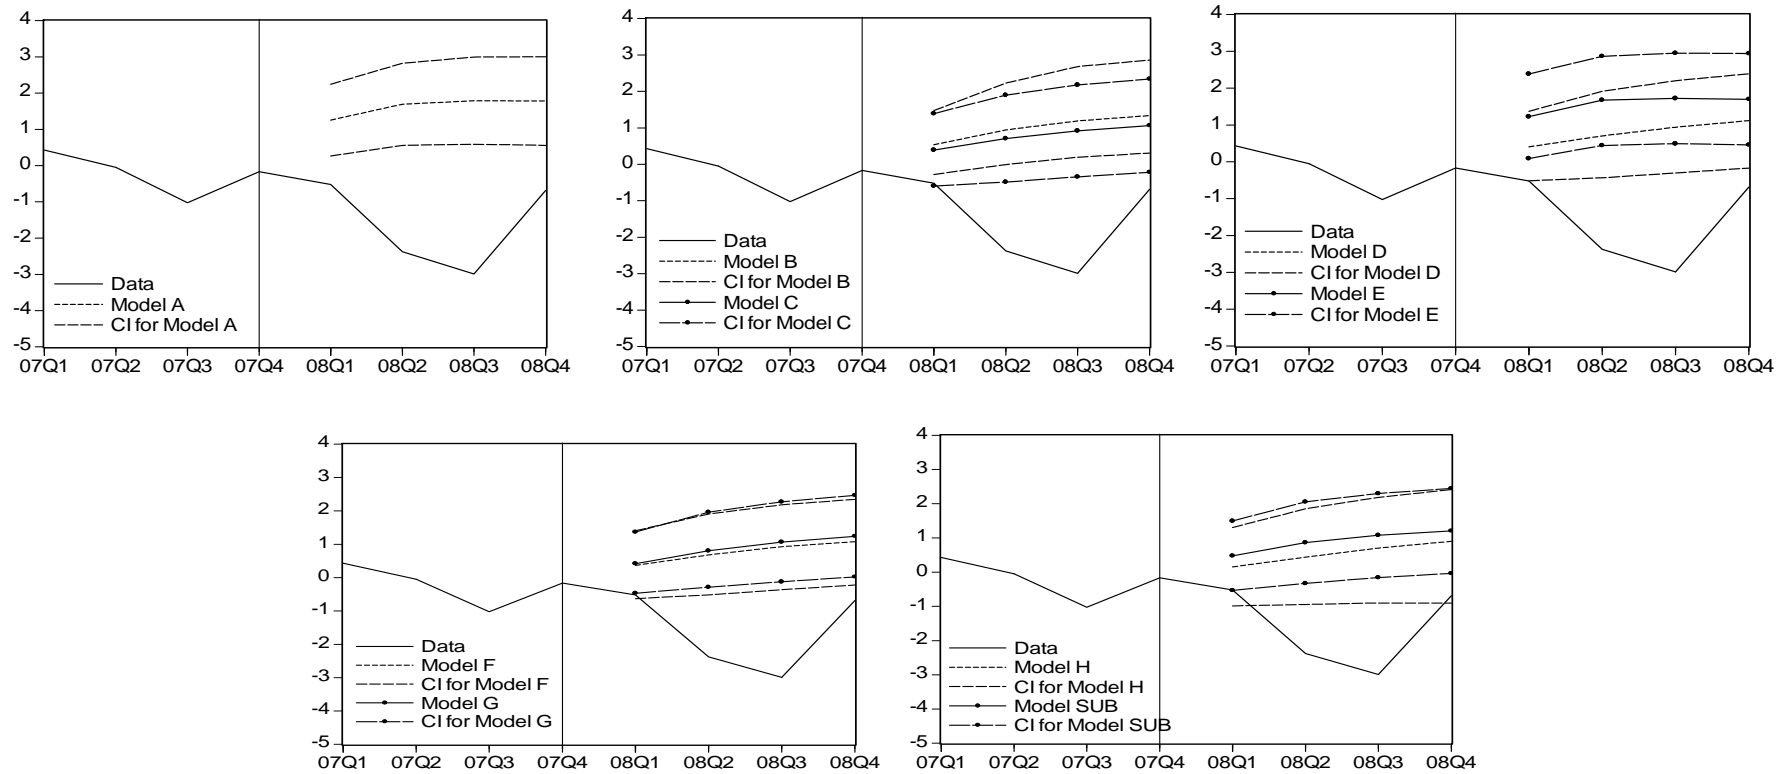 4
3
2
1
0
-1
-2
-3
-4
-5
Data
Model A
CI for Model A
07Q1 07Q2 07Q3 07Q4 08Q1 08Q2 08Q3 08Q4
4
3
2
1
0
-1
-2
-3
-4
-5
Data
Model B
CI for Model B
Model C
CI for Model C
07Q1 07Q2 07Q3 07Q4 08Q1 08Q2 08Q3 08Q4
4
3
2
1
0
-1
-2
-3
-4
-5
Data
Model D
CI for Model D
Model E
CI for Model E
07Q1 07Q2 07Q3 07Q4 08Q1 08Q2 08Q3 08Q4
4
3
2
1
0
-1
-2
-3
-4
-5
Data
Model F
CI for Model F
Model G
CI for Model G
07Q1 07Q2 07Q3 07Q4 08Q1 08Q2 08Q3 08Q4
4
3
2
1
0
-1
-2
-3
-4
-5
Data
Model H
CI for Model H
Model SUB
CI for Model SUB
07Q1 07Q2 07Q3 07Q4 08Q1 08Q2 08Q3 08Q4